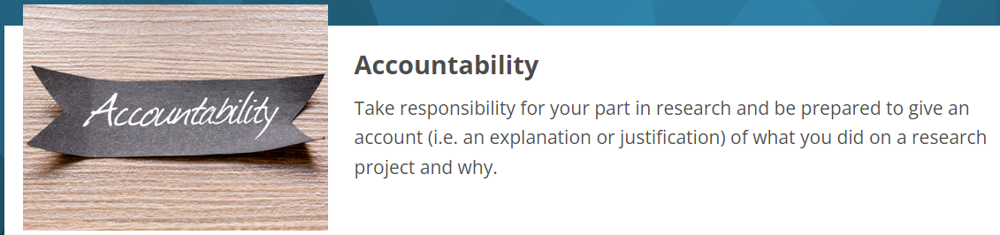 Accountability
Accountability
Take responsibility for your part in research and be prepared to give an
account (i.e. an explanation or justification) of what you did on a research
project and why.